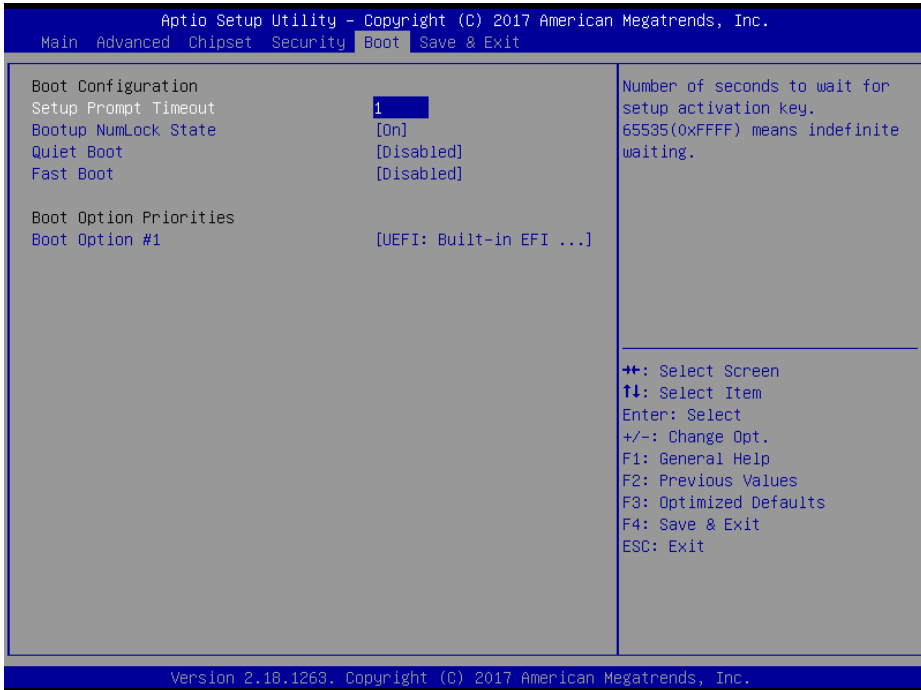 Aptio Setup Utility – Copyright (C) 2017 American Megatrends, Inc.
Main Advanced Chipset Security Boot Save & Exit
Boot Configuration
Setup Prompt Timeout 1
Bootup NumLock State [On]
Quiet Boot [Disabled]
Fast Boot [Disabled]
Boot Option Priorities
Boot Option #1 [UEFI: Built-in EFI ...]
Number of seconds to wait for
setup activation key.
65535(0xFFFF) means indefinite
waiting.
→←: Select Screen
↑↓: Select Item
Enter: Select
+/-: Change Opt.
F1: General Help
F2: Previous Values
F3: Optimized Defaults
F4: Save & Exit
ESC: Exit
Version 2.18.1263. Copyright (C) 2017 American Megatrends, Inc.